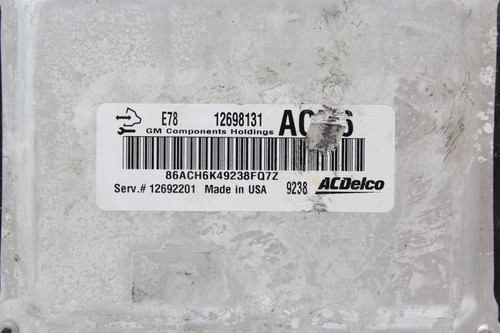 E78 12698131
GM Components Holdings
86ACH6K49238FQ7Z
Serv.# 12692201 Made in USA 9238 ACDelco